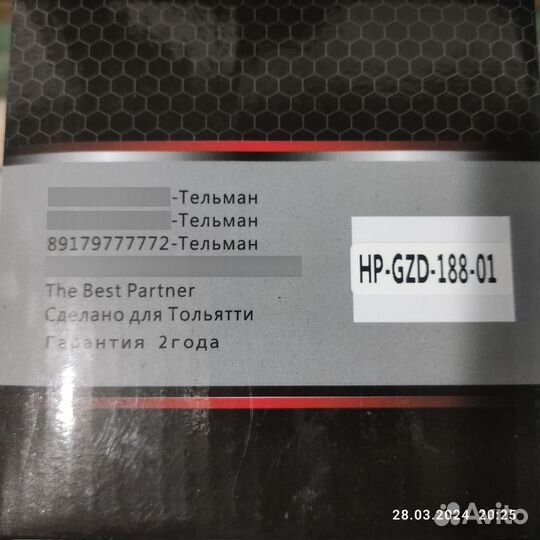 -Тельман
-Тельман
89179777772-Тельман
HP-GZD-188-01
The Best Partner
Сделано для Тольятти
Гарантия 2года
28.03.2024 20:25
Avito